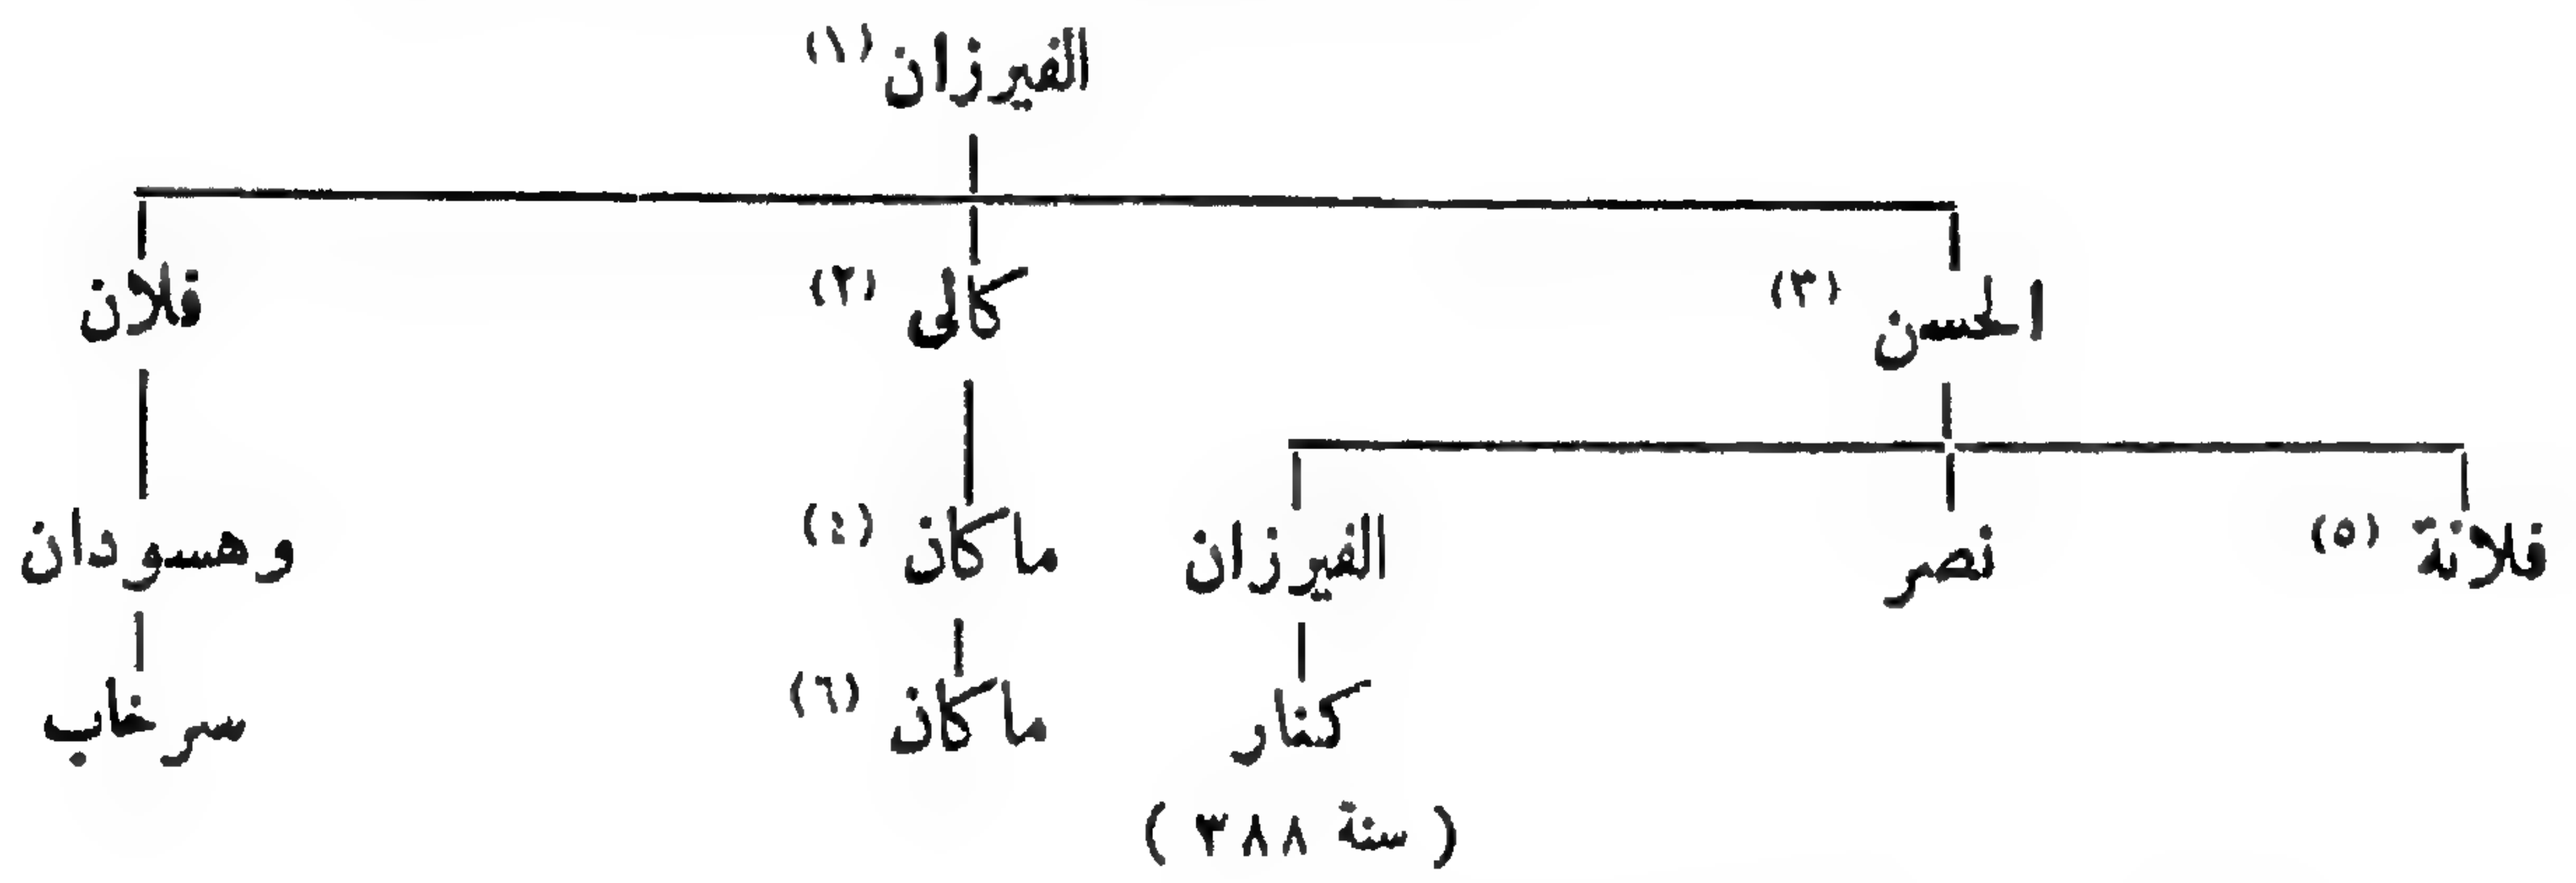 الفيرزان (١)
الحسن (٣) كالى (٢) فلان
فلانة (٥) نصر الفيرزان ماكان (٤) وهسودان
كنار ماكان (٦) سرخاب
( سنة ٣٨٨ )